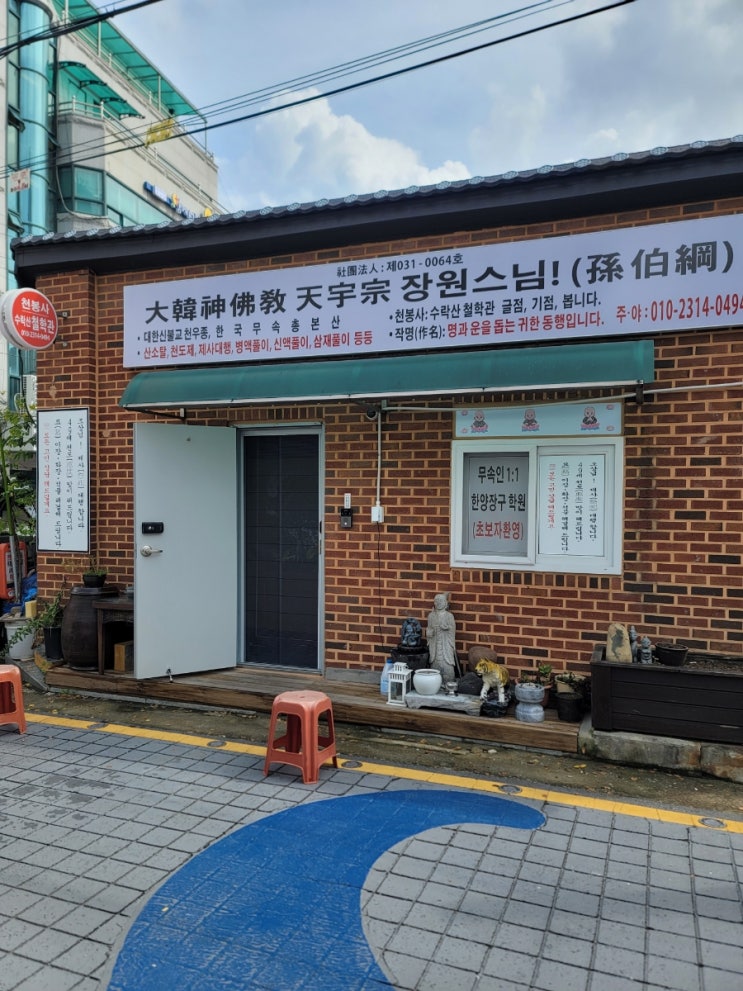 社團法人 : 제031 - 0064호
大韓神佛敎 天宇宗 장원스님! (孫伯綱)
• 대한신불교천우종, 한 국 무 속 총 본 산
• 산소탈, 천도제, 제사대행, 병액풀이, 신액풀이, 삼재풀이 등등
• 천봉사: 수락산 철학관 글점, 기점, 봅니다.
• 작명(作名): 명과 운을 돕는 귀한 동행입니다.
주·야 : 010-2314-0494
천봉사
수락산철학관
010-2314-0494
무속인 1:1
한양장구 학원
(초보자환영)